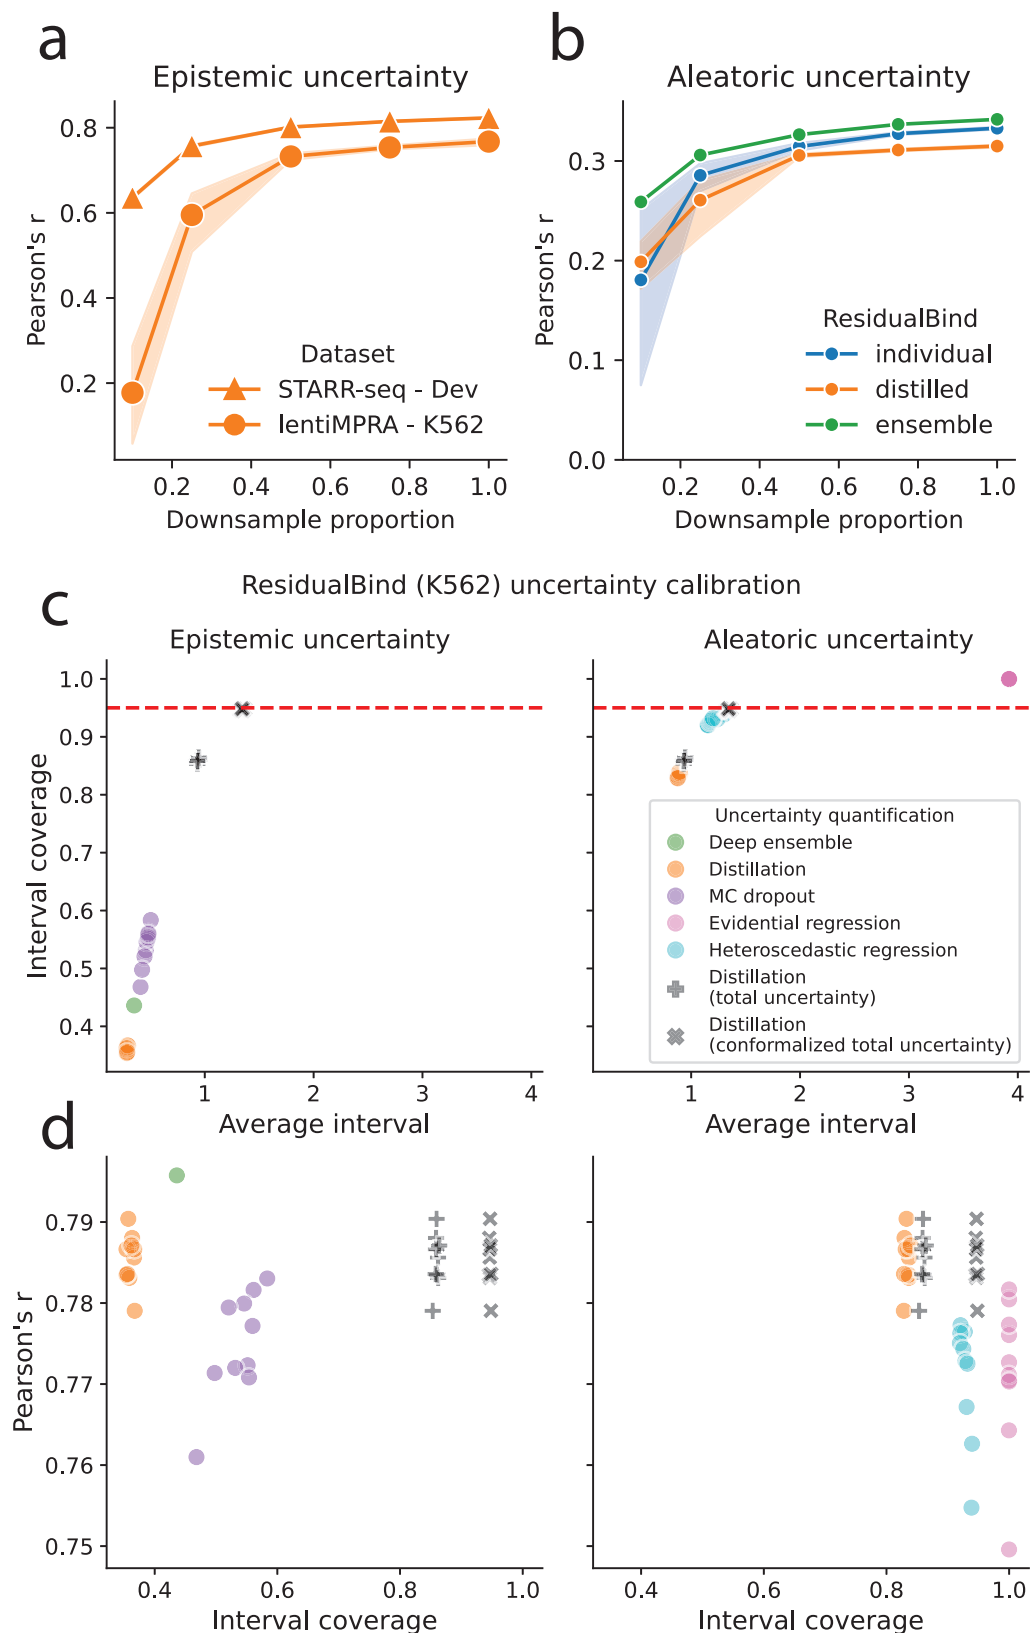 a
Epistemic uncertainty
Pearson's r
0.8
0.6
0.4
0.2
Dataset
STARR-seq - Dev
lentiMPRA - K562
0.2 0.4 0.6 0.8 1.0
Downsample proportion
b
Aleatoric uncertainty
Pearson's r
0.3
0.2
0.1
0.0
ResidualBind
individual
distilled
ensemble
0.2 0.4 0.6 0.8 1.0
Downsample proportion
c
ResidualBind (K562) uncertainty calibration
Epistemic uncertainty
Interval coverage
1.0
0.9
0.8
0.7
0.6
0.5
0.4
1 2 3 4
Average interval
Aleatoric uncertainty
Uncertainty quantification
Deep ensemble
Distillation
MC dropout
Evidential regression
Heteroscedastic regression
Distillation
(total uncertainty)
Distillation
(conformalized total uncertainty)
1 2 3 4
Average interval
d
Pearson's r
0.79
0.78
0.77
0.76
0.75
0.4 0.6 0.8 1.0
Interval coverage
0.4 0.6 0.8 1.0
Interval coverage